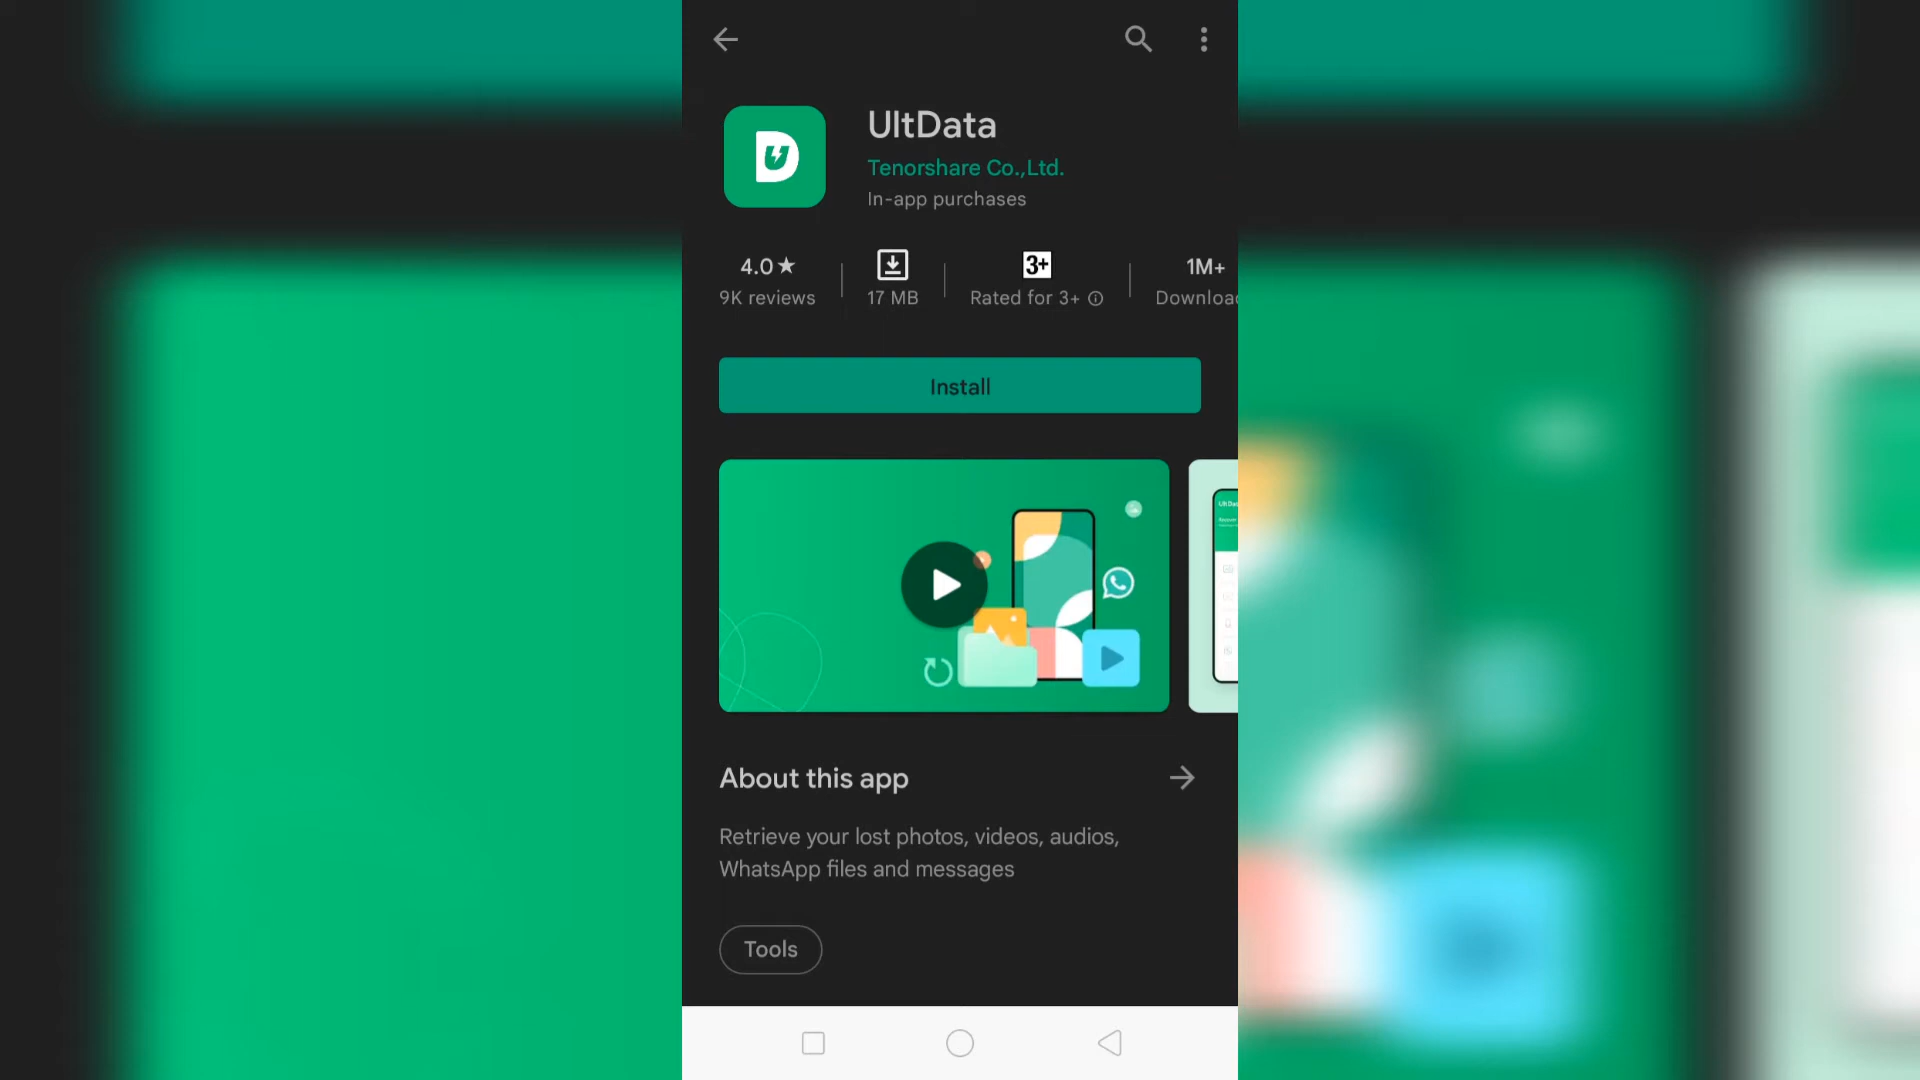 UltData
Tenorshare Co.,Ltd.
In-app purchases
4.0★
9K reviews
17 MB
3+
Rated for 3+
1M+
Downloa
Install
About this app
Retrieve your lost photos, videos, audios,
WhatsApp files and messages
Tools